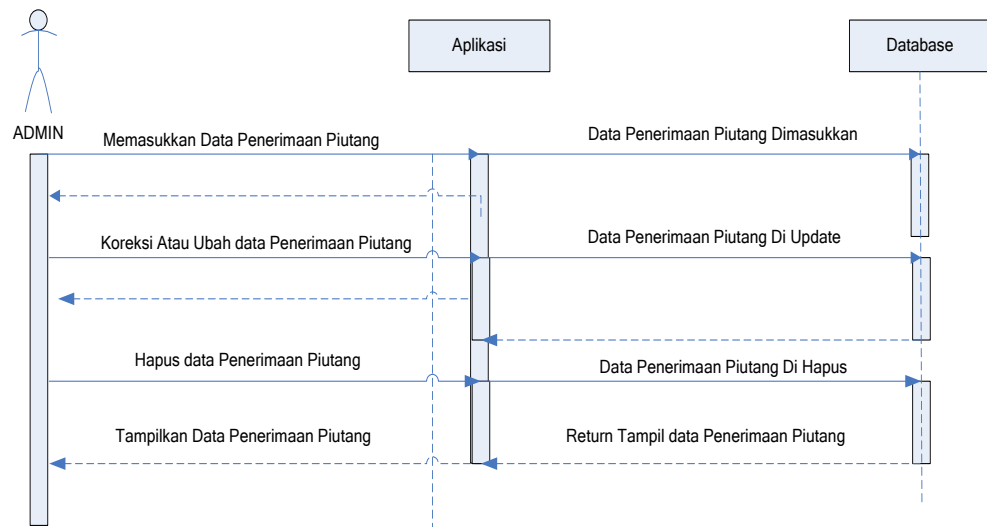 Aplikasi
Database
ADMIN
Memasukkan Data Penerimaan Piutang
Data Penerimaan Piutang Dimasukkan
Koreksi Atau Ubah data Penerimaan Piutang
Data Penerimaan Piutang Di Update
Hapus data Penerimaan Piutang
Data Penerimaan Piutang Di Hapus
Tampilkan Data Penerimaan Piutang
Return Tampil data Penerimaan Piutang